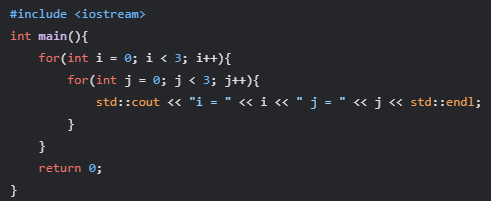 #include <iostream>
int main(){
    for(int i = 0; i < 3; i++){
        for(int j = 0; j < 3; j++){
            std::cout << "i = " << i << " j = " << j << std::endl;
        }
    }
    return 0;
}